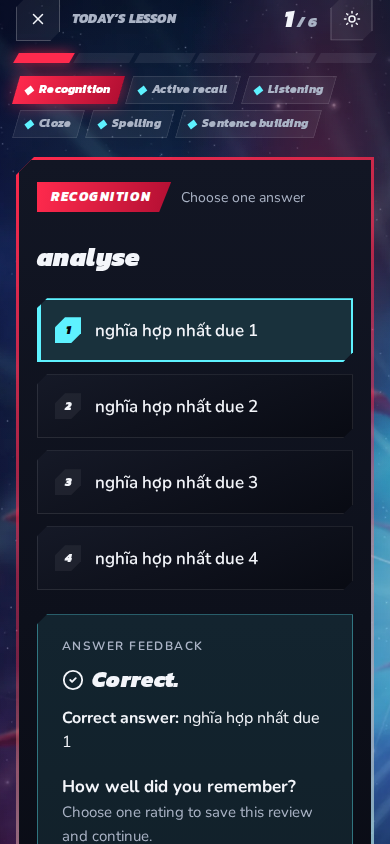 TODAY'S LESSON
1 / 6
Recognition
Active recall
Listening
Cloze
Spelling
Sentence building
RECOGNITION
Choose one answer
analyse
1 nghĩa hợp nhất due 1
2 nghĩa hợp nhất due 2
3 nghĩa hợp nhất due 3
4 nghĩa hợp nhất due 4
ANSWER FEEDBACK
Correct.
Correct answer: nghĩa hợp nhất due
1
How well did you remember?
Choose one rating to save this review
and continue.